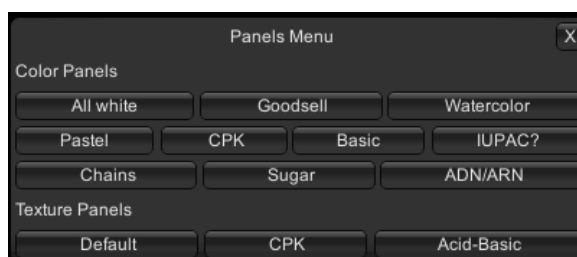 Panels Menu X
Color Panels
All white Goodsell Watercolor
Pastel CPK Basic IUPAC?
Chains Sugar ADN/ARN
Texture Panels
Default CPK Acid-Basic